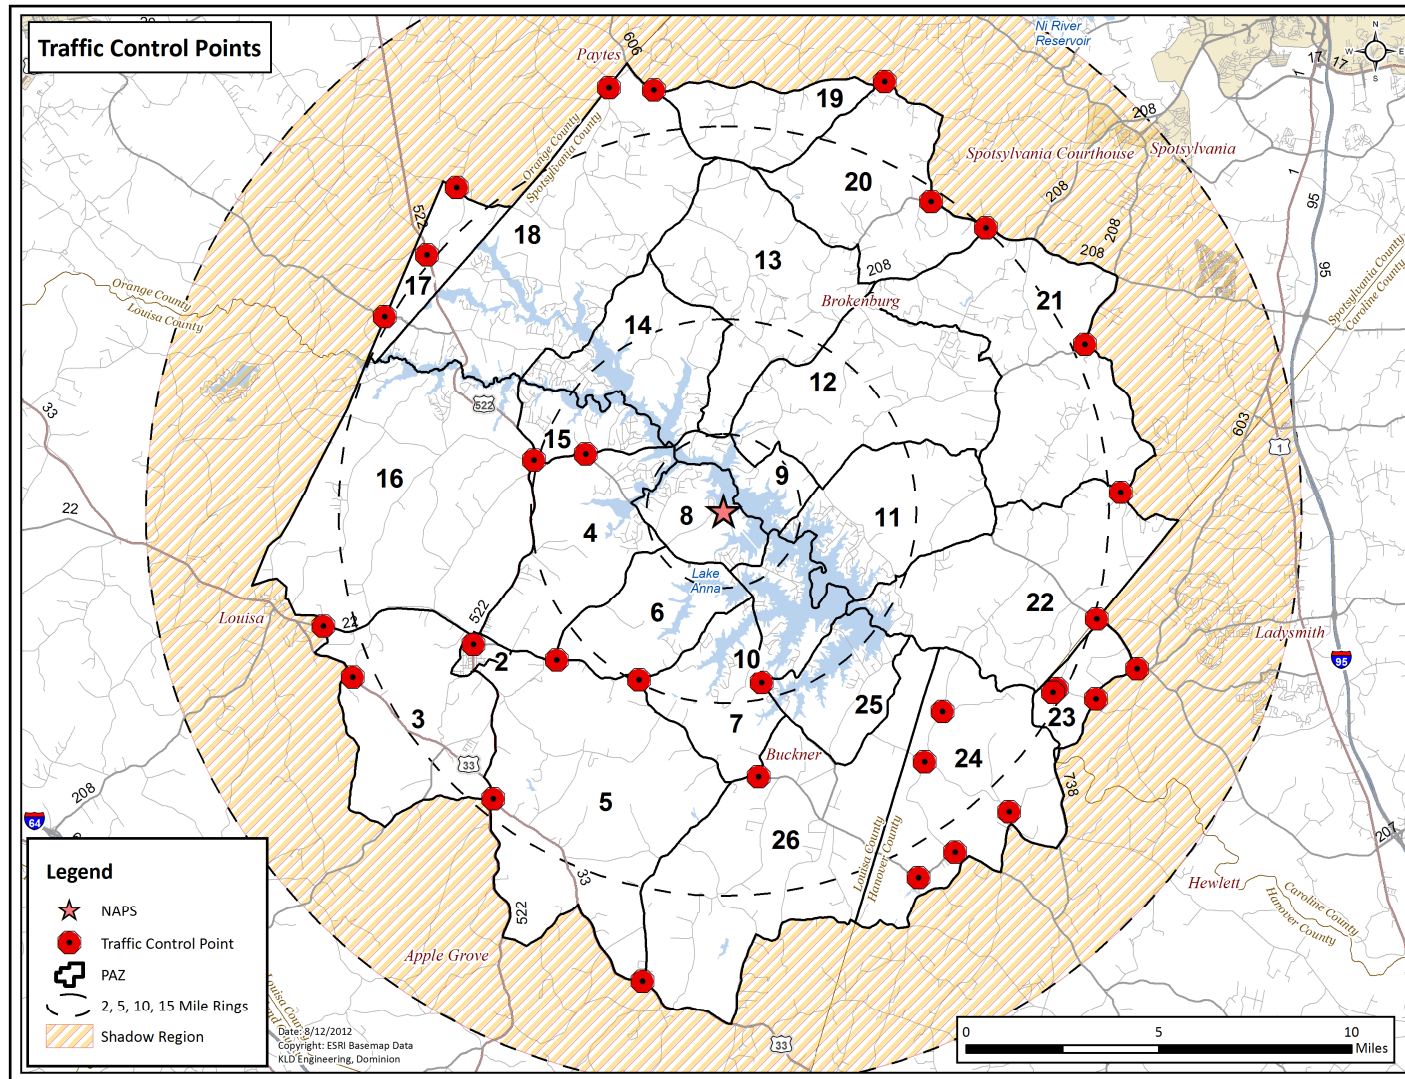 Traffic Control Points
Ni River
Reservoir
N
W
E
S
17
17
1
606
Paytes
208
19
Orange County
Spotsylvania County
Spotsylvania Courthouse
Spotsylvania
1
20
208
95
522
18
208
208
13
208
95
17
Orange County
Louisa County
Brokenburg
21
Spotsylvania County
Caroline County
14
12
522
33
603
15
1
9
16
22
8
11
4
Lake
Anna
6
22
522
Louisa
22
Ladysmith
2
10
95
3
25
23
7
Buckner
33
24
738
208
5
64
26
207
Louisa County
Hanover County
33
Hewlett
Caroline County
Hanover County
522
Apple Grove
Legend
NAPS
Traffic Control Point
PAZ
2, 5, 10, 15 Mile Rings
Shadow Region
Louisa County
Date: 8/12/2012
Copyright: ESRI Basemap Data
KLD Engineering, Dominion
33
0
5
10
Miles